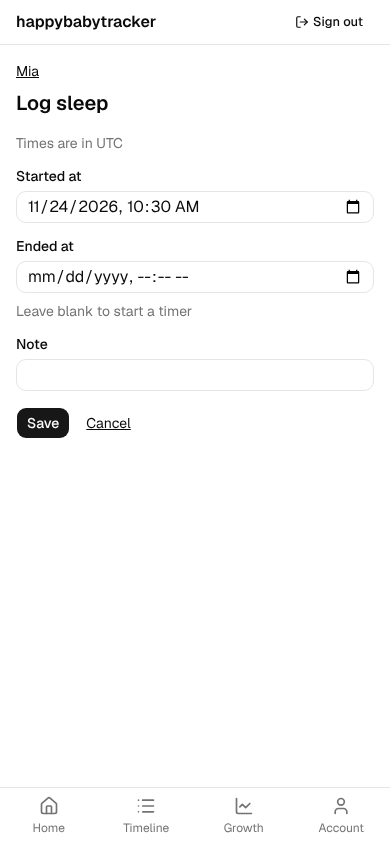 happybabytracker
Sign out
Mia
Log sleep
Times are in UTC
Started at
11/24/2026, 10:30 AM
Ended at
mm/dd/yyyy, --:-- --
Leave blank to start a timer
Note
Save
Cancel
Home
Timeline
Growth
Account